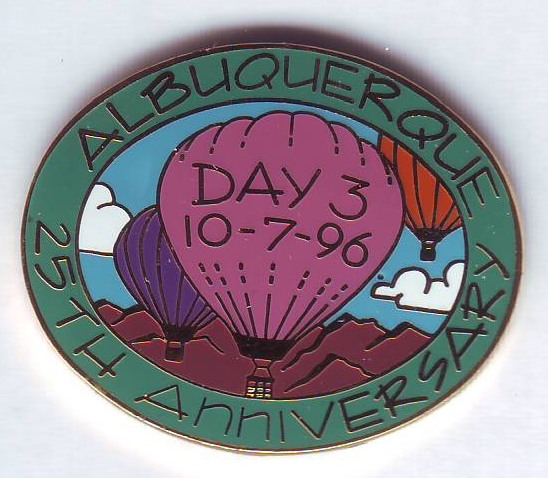 ALBUQUERQUE
DAY 3
10-7-96
25TH AnnIVERSARY